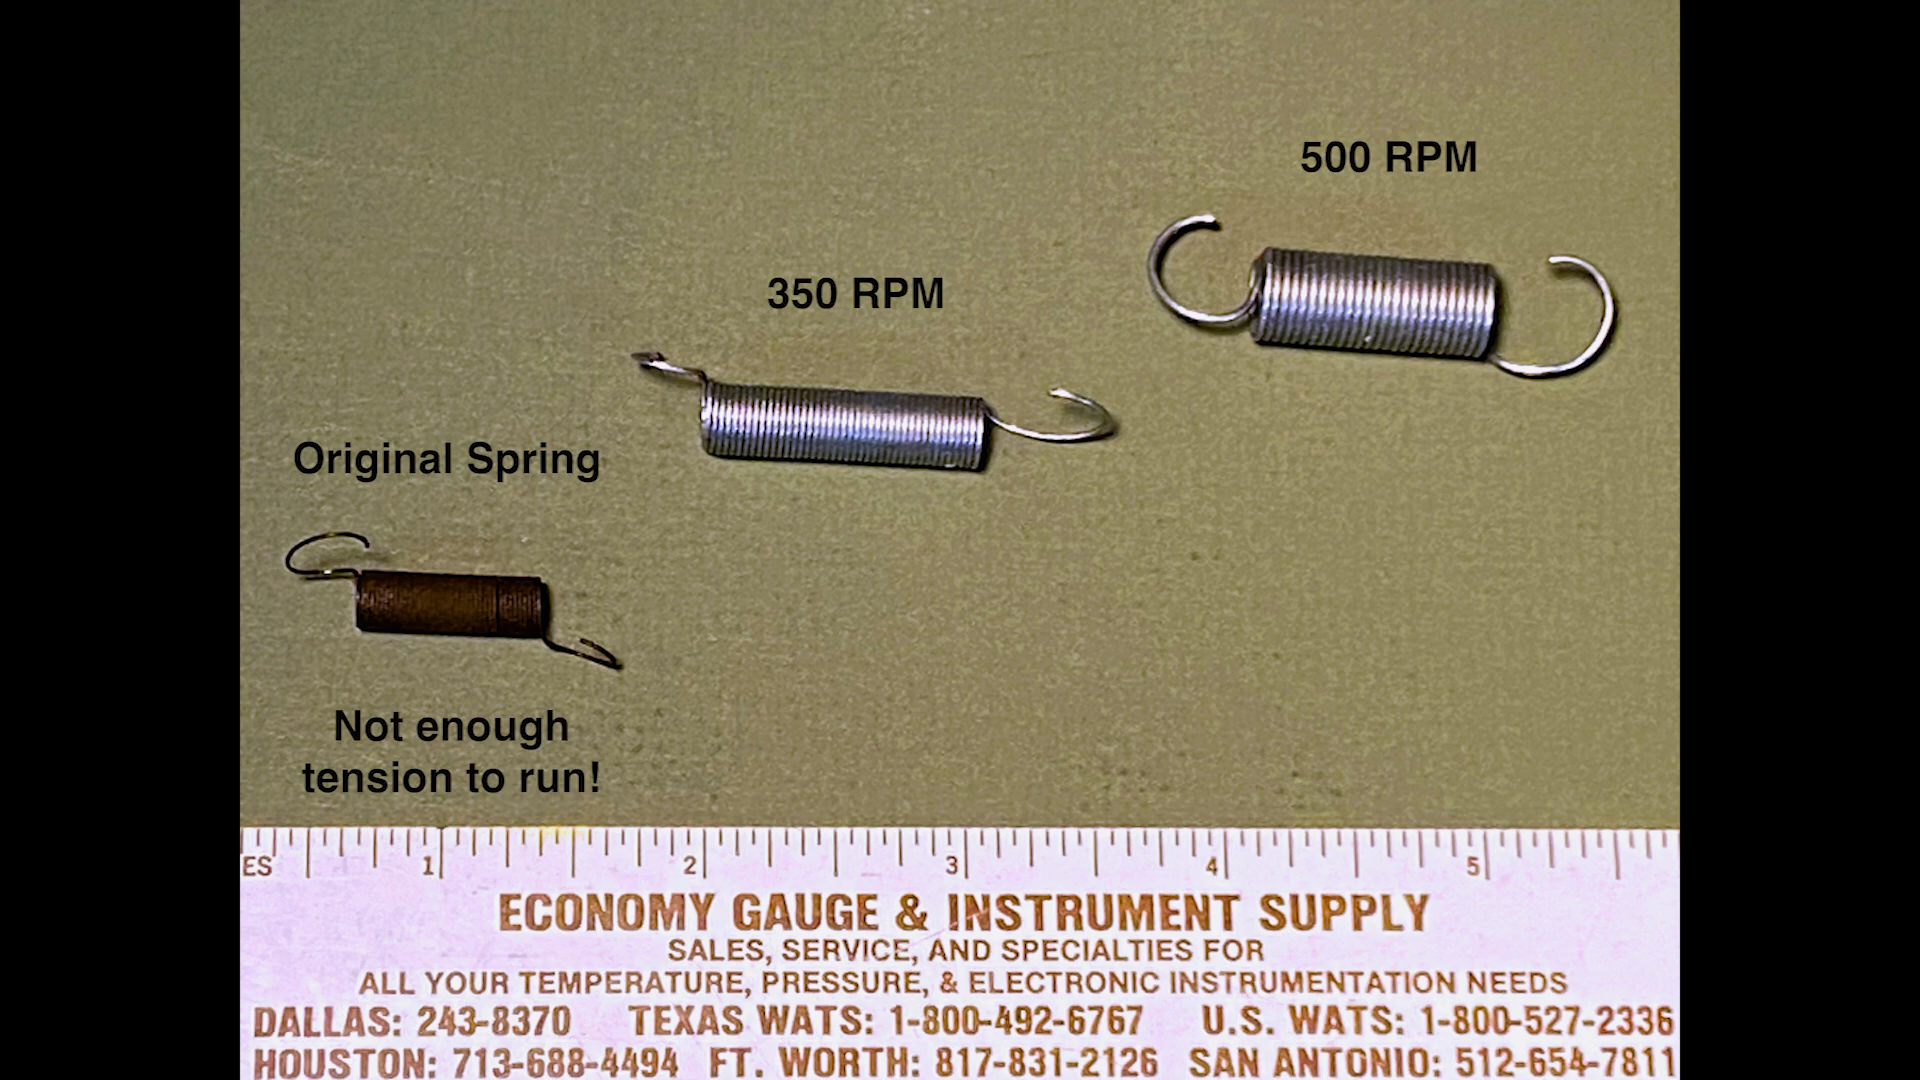 500 RPM
350 RPM
Original Spring
Not enough
tension to run!
ES 1 2 3 4 5
ECONOMY GAUGE & INSTRUMENT SUPPLY
SALES, SERVICE, AND SPECIALTIES FOR
ALL YOUR TEMPERATURE, PRESSURE, & ELECTRONIC INSTRUMENTATION NEEDS
DALLAS: 243-8370 TEXAS WATS: 1-800-492-6767 U.S. WATS: 1-800-527-2336
HOUSTON: 713-688-4494 FT. WORTH: 817-831-2126 SAN ANTONIO: 512-654-7811